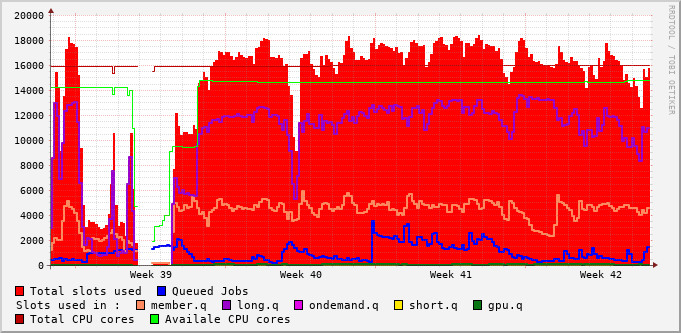 20000
18000
16000
14000
12000
10000
8000
6000
4000
2000
0
Week 39 Week 40 Week 41 Week 42
RRDTOOL / TOBI OETIKER
Total slots used Queued Jobs
Slots used in : member.q long.q ondemand.q short.q gpu.q
Total CPU cores Availale CPU cores